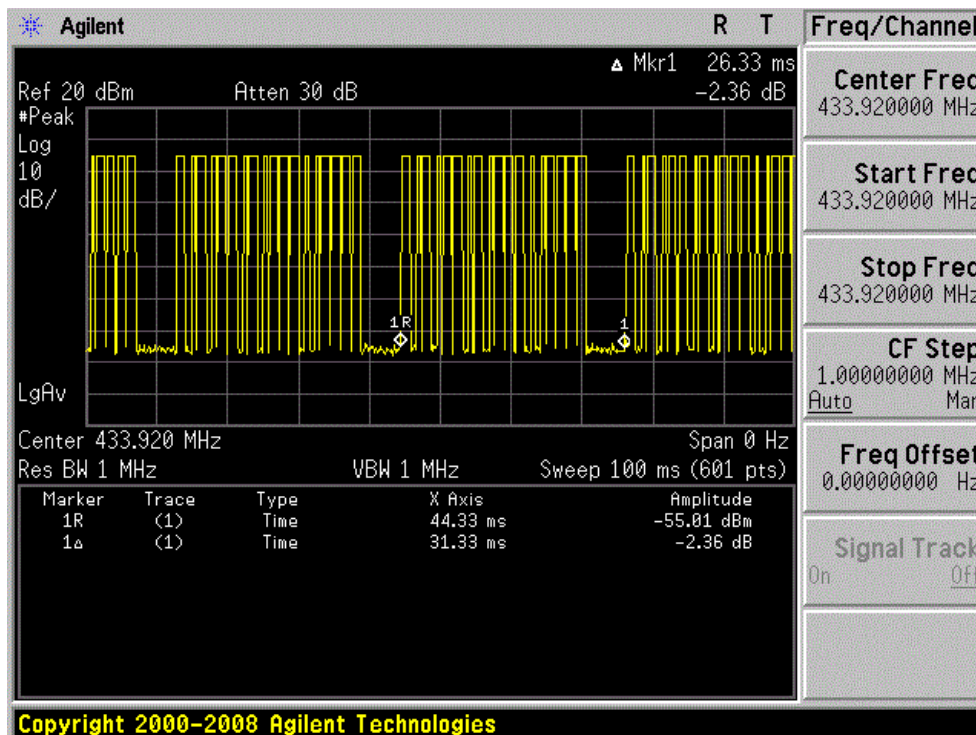 Agilent R T
Freq/Channel
Δ Mkr1 26.33 ms
Ref 20 dBm Atten 30 dB -2.36 dB
#Peak
Log
10
dB/
1R
1
LgAv
Center 433.920 MHz Span 0 Hz
Res BW 1 MHz VBW 1 MHz Sweep 100 ms (601 pts)
Marker Trace Type X Axis Amplitude
1R (1) Time 44.33 ms -55.01 dBm
1Δ (1) Time 31.33 ms -2.36 dB
Center Freq
433.920000 MHz
Start Freq
433.920000 MHz
Stop Freq
433.920000 MHz
CF Step
1.00000000 MHz
Auto Man
Freq Offset
0.00000000 Hz
Signal Track
On Off
Copyright 2000-2008 Agilent Technologies